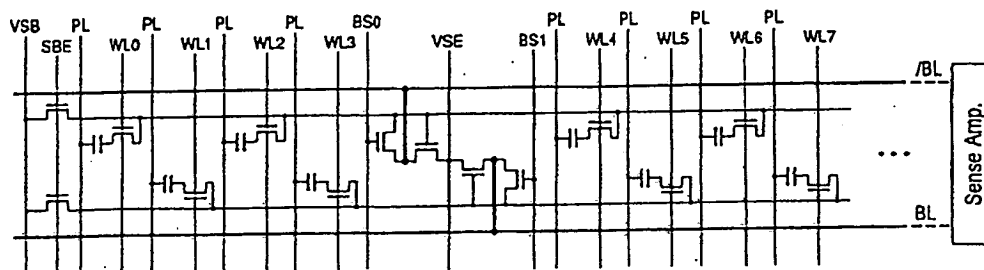 VSB PL PL PL PL BS0 PL PL PL PL
SBE WL0 WL1 WL2 WL3 VSE BS1 WL4 WL5 WL6 WL7
/BL
Sense Amp.
...
BL